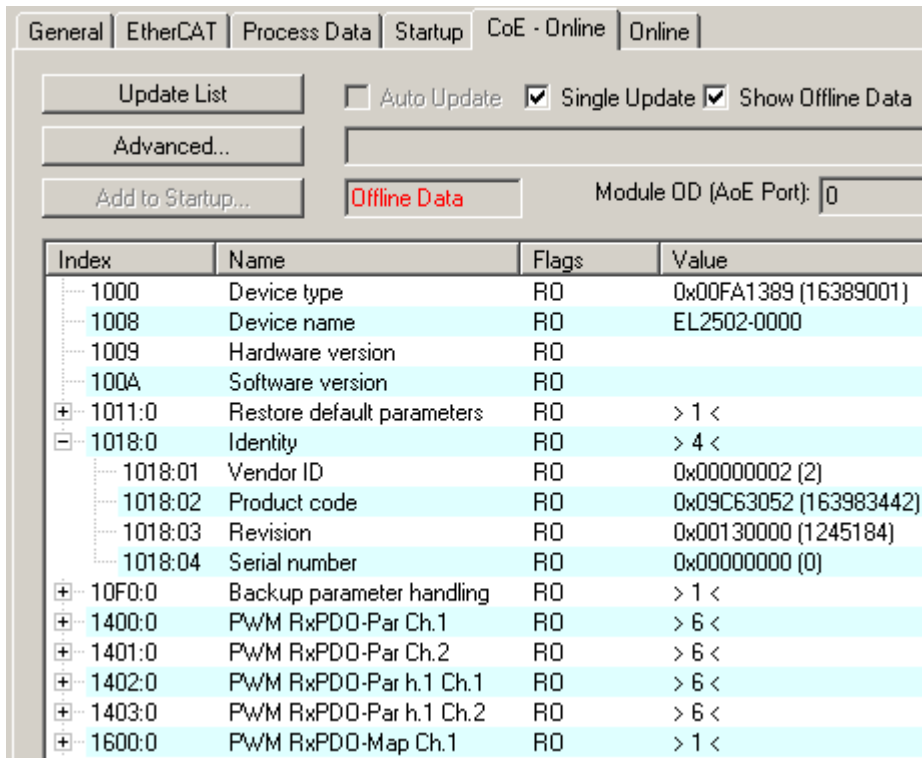 General EtherCAT Process Data Startup CoE - Online Online
Update List Auto Update Single Update Show Offline Data
Advanced...
Add to Startup... Offline Data Module OD (AoE Port): 0
Index Name Flags Value
1000 Device type RO 0x00FA1389 (16389001)
1008 Device name RO EL2502-0000
1009 Hardware version RO
100A Software version RO
1011:0 Restore default parameters RO > 1 <
1018:0 Identity RO > 4 <
1018:01 Vendor ID RO 0x00000002 (2)
1018:02 Product code RO 0x09C63052 (163983442)
1018:03 Revision RO 0x00130000 (1245184)
1018:04 Serial number RO 0x00000000 (0)
10F0:0 Backup parameter handling RO > 1 <
1400:0 PWM RxPDO-Par Ch.1 RO > 6 <
1401:0 PWM RxPDO-Par Ch.2 RO > 6 <
1402:0 PWM RxPDO-Par h.1 Ch.1 RO > 6 <
1403:0 PWM RxPDO-Par h.1 Ch.2 RO > 6 <
1600:0 PWM RxPDO-Map Ch.1 RO > 1 <